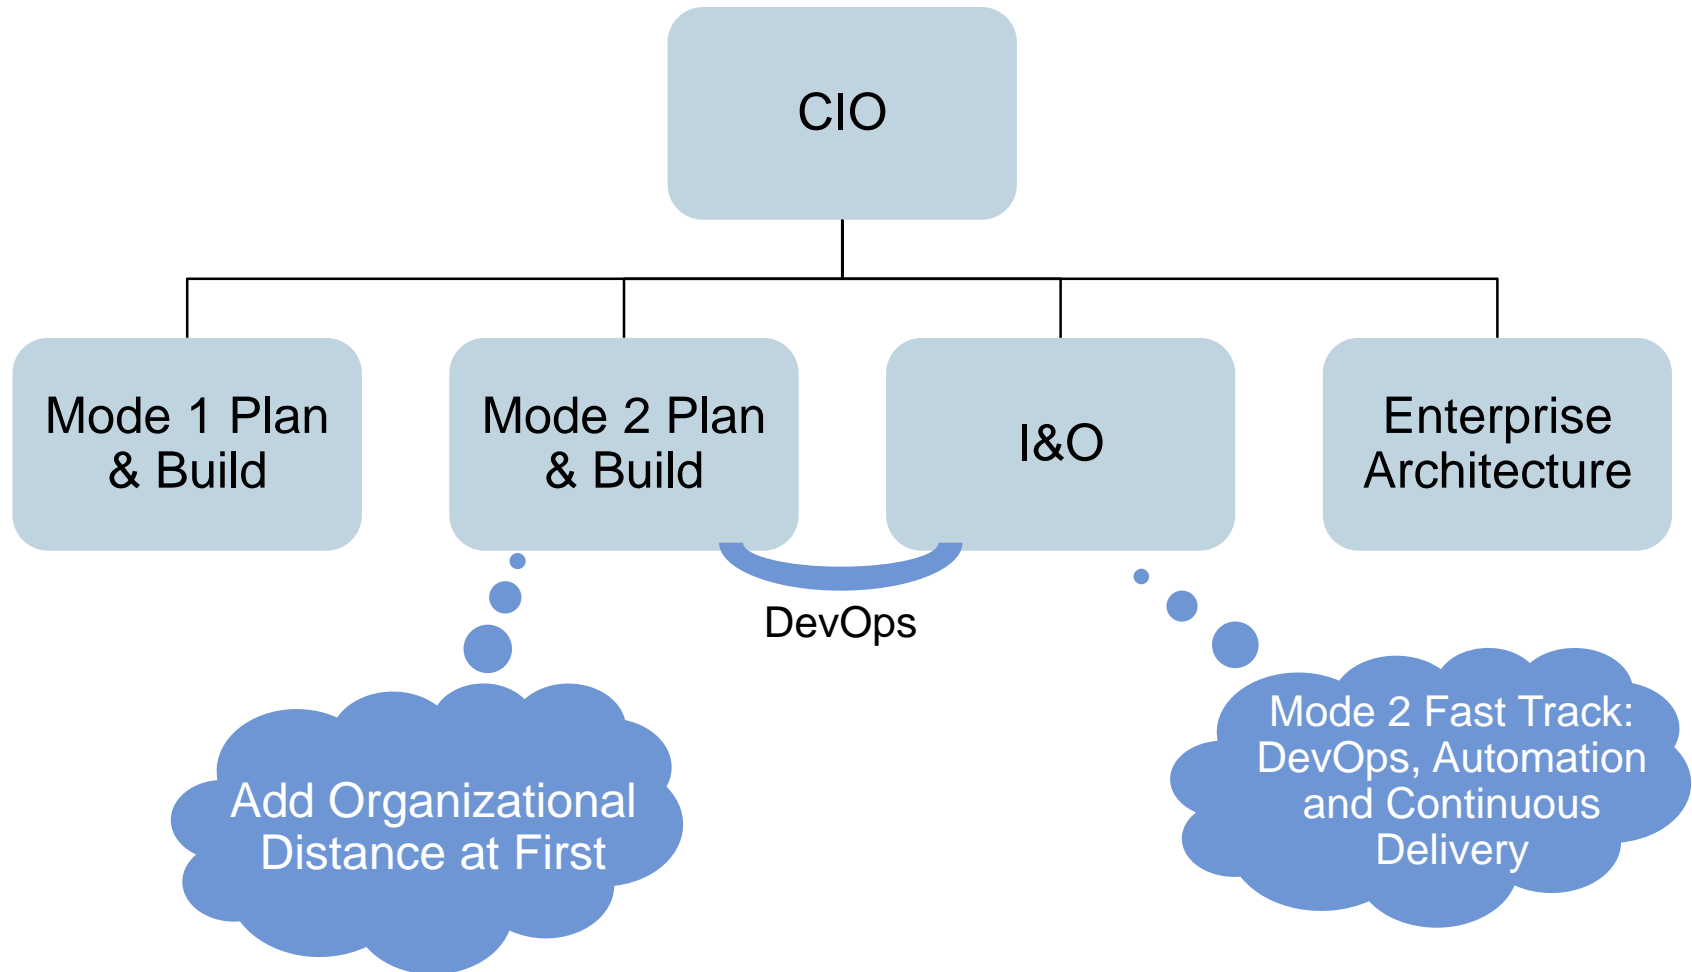 CIO
Mode 1 Plan
& Build
Mode 2 Plan
& Build
I&O
Enterprise
Architecture
DevOps
Add Organizational
Distance at First
Mode 2 Fast Track:
DevOps, Automation
and Continuous
Delivery